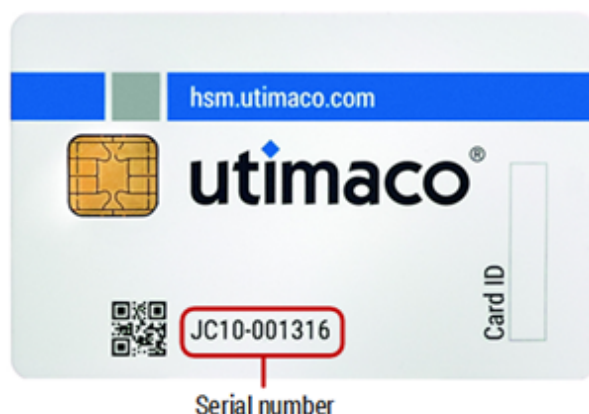 hsm.utimaco.com
utimaco®
Card ID
JC10-001316
Serial number